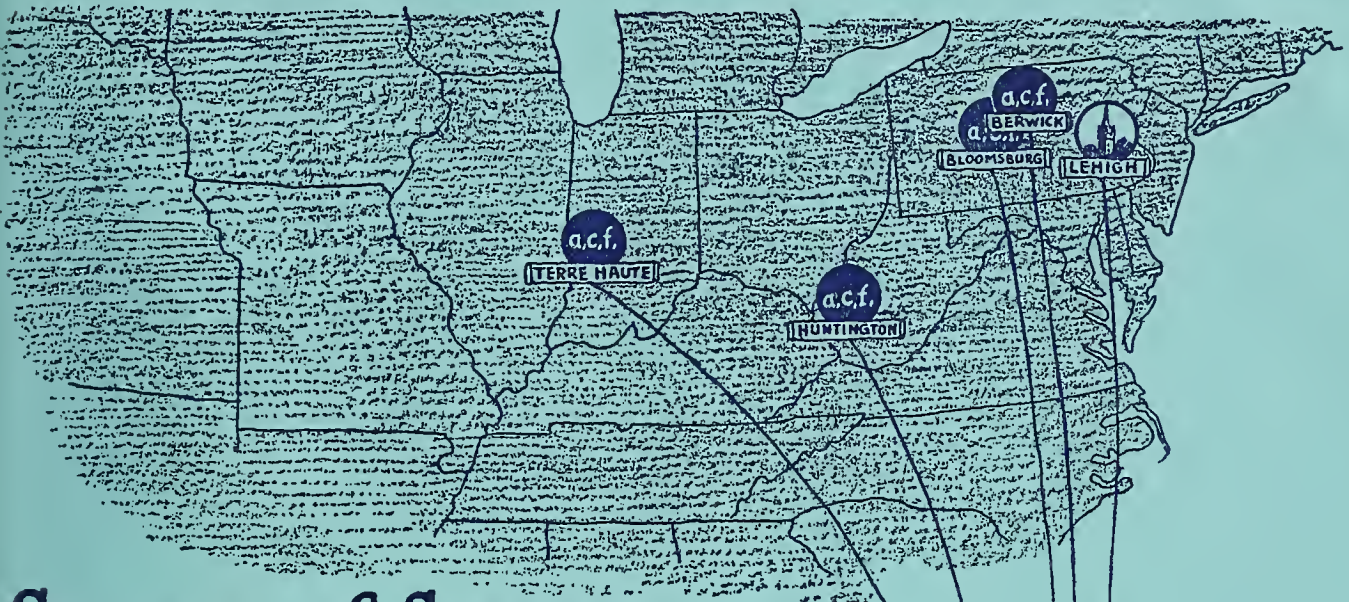 a.c.f.
BERWICK
BLOOMSBURG
LEHIGH
a.c.f.
TERRE HAUTE
a.c.f.
HUNTINGTON